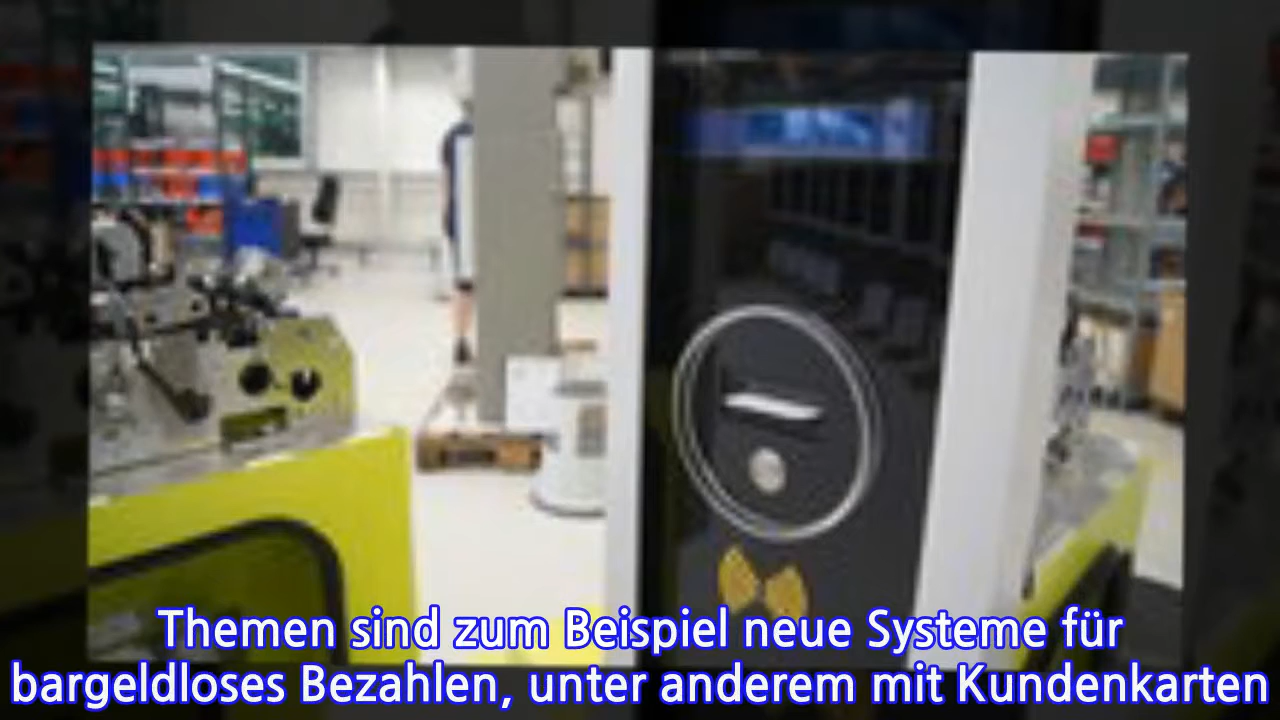 Themen sind zum Beispiel neue Systeme für
bargeldloses Bezahlen, unter anderem mit Kundenkarten